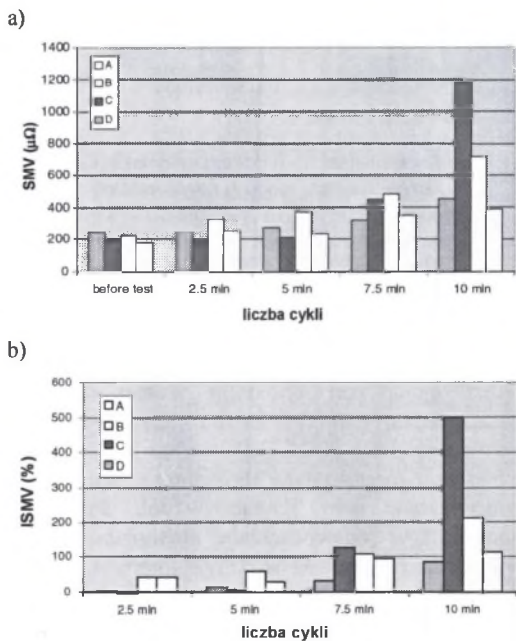 a)
1400
1200
1000
800
600
400
200
0
SMV (µΩ)
A
B
C
D
before test 2.5 min 5 min 7.5 min 10 min
liczba cykli
b)
600
500
400
300
200
100
0
ISMV (%)
A
B
C
D
2.5 min 5 min 7.5 min 10 min
liczba cykli